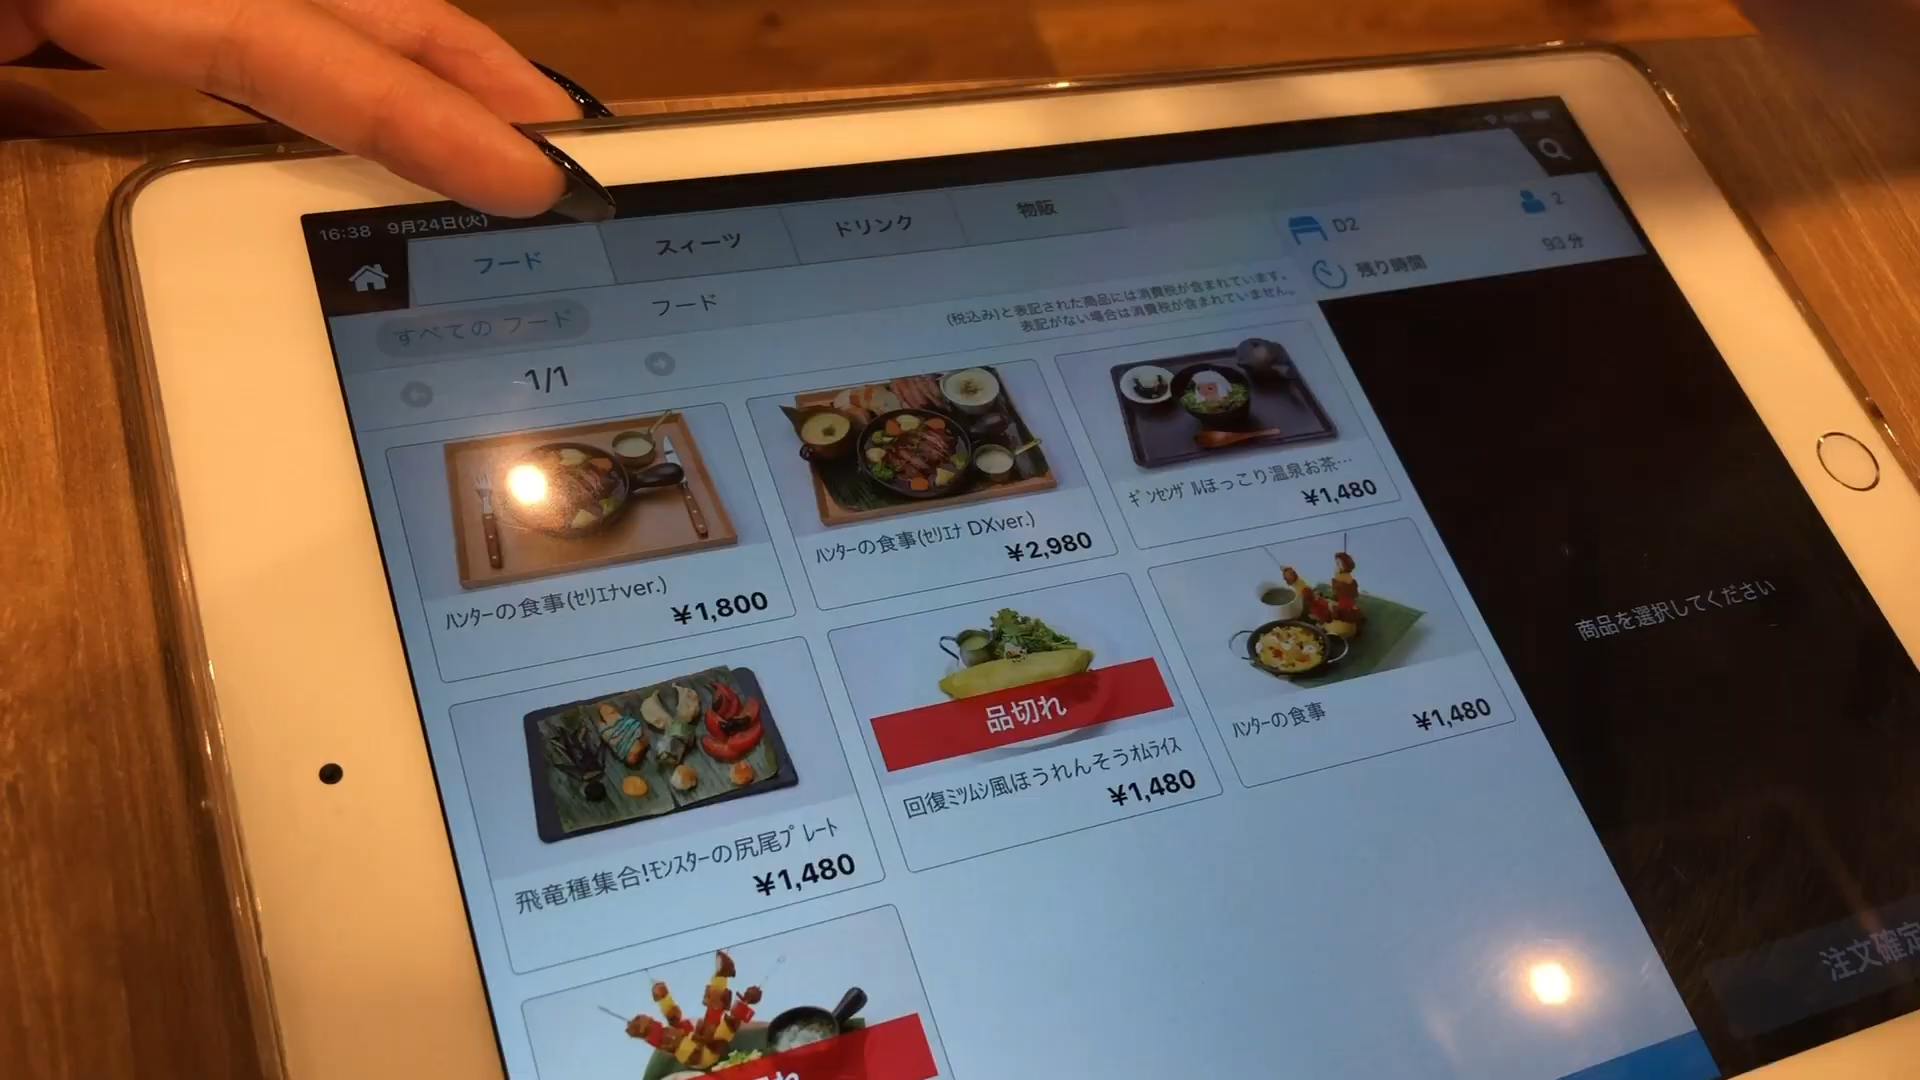 16:38 9月24日(火)
フード
スィーツ
ドリンク
物販
D2
2
残り時間
93分
すべての フード
フード
(税込み)と表記された商品には消費税が含まれています。
表記がない場合は消費税が含まれていません。
1/1
ﾊﾝﾀｰの食事(ｾﾘｴﾅver.)
¥1,800
ﾊﾝﾀｰの食事(ｾﾘｴﾅ DXver.)
¥2,980
ｷﾞﾝｾﾝｻﾞﾙほっこり温泉お茶…
¥1,480
飛竜種集合!ﾓﾝｽﾀｰの尻尾ﾌﾟﾚｰﾄ
¥1,480
品切れ
回復ﾐﾂﾑｼ風ほうれんそうｵﾑﾗｲｽ
¥1,480
ﾊﾝﾀｰの食事
¥1,480
商品を選択してください
注文確定